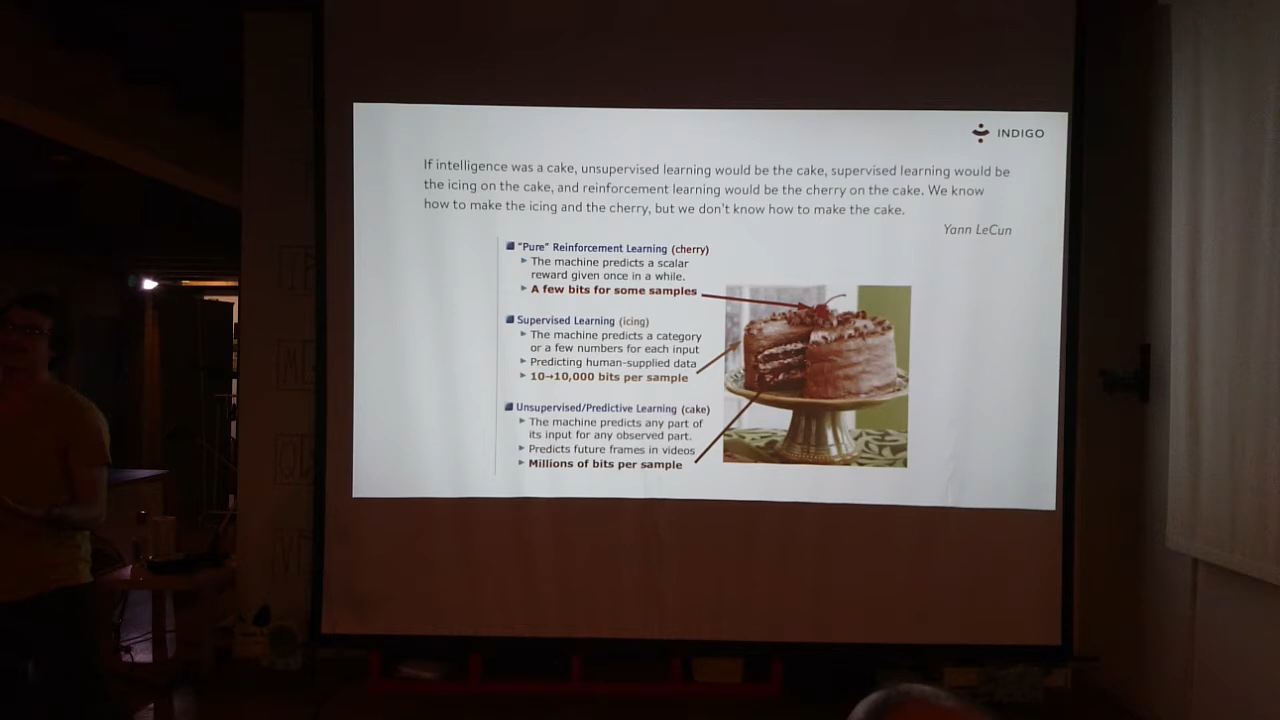 INDIGO
If intelligence was a cake, unsupervised learning would be the cake, supervised learning would be
the icing on the cake, and reinforcement learning would be the cherry on the cake. We know
how to make the icing and the cherry, but we don't know how to make the cake.
Yann LeCun
"Pure" Reinforcement Learning (cherry)
The machine predicts a scalar
reward given once in a while.
A few bits for some samples
Supervised Learning (icing)
The machine predicts a category
or a few numbers for each input
Predicting human-supplied data
10→10,000 bits per sample
Unsupervised/Predictive Learning (cake)
The machine predicts any part of
its input for any observed part.
Predicts future frames in videos
Millions of bits per sample